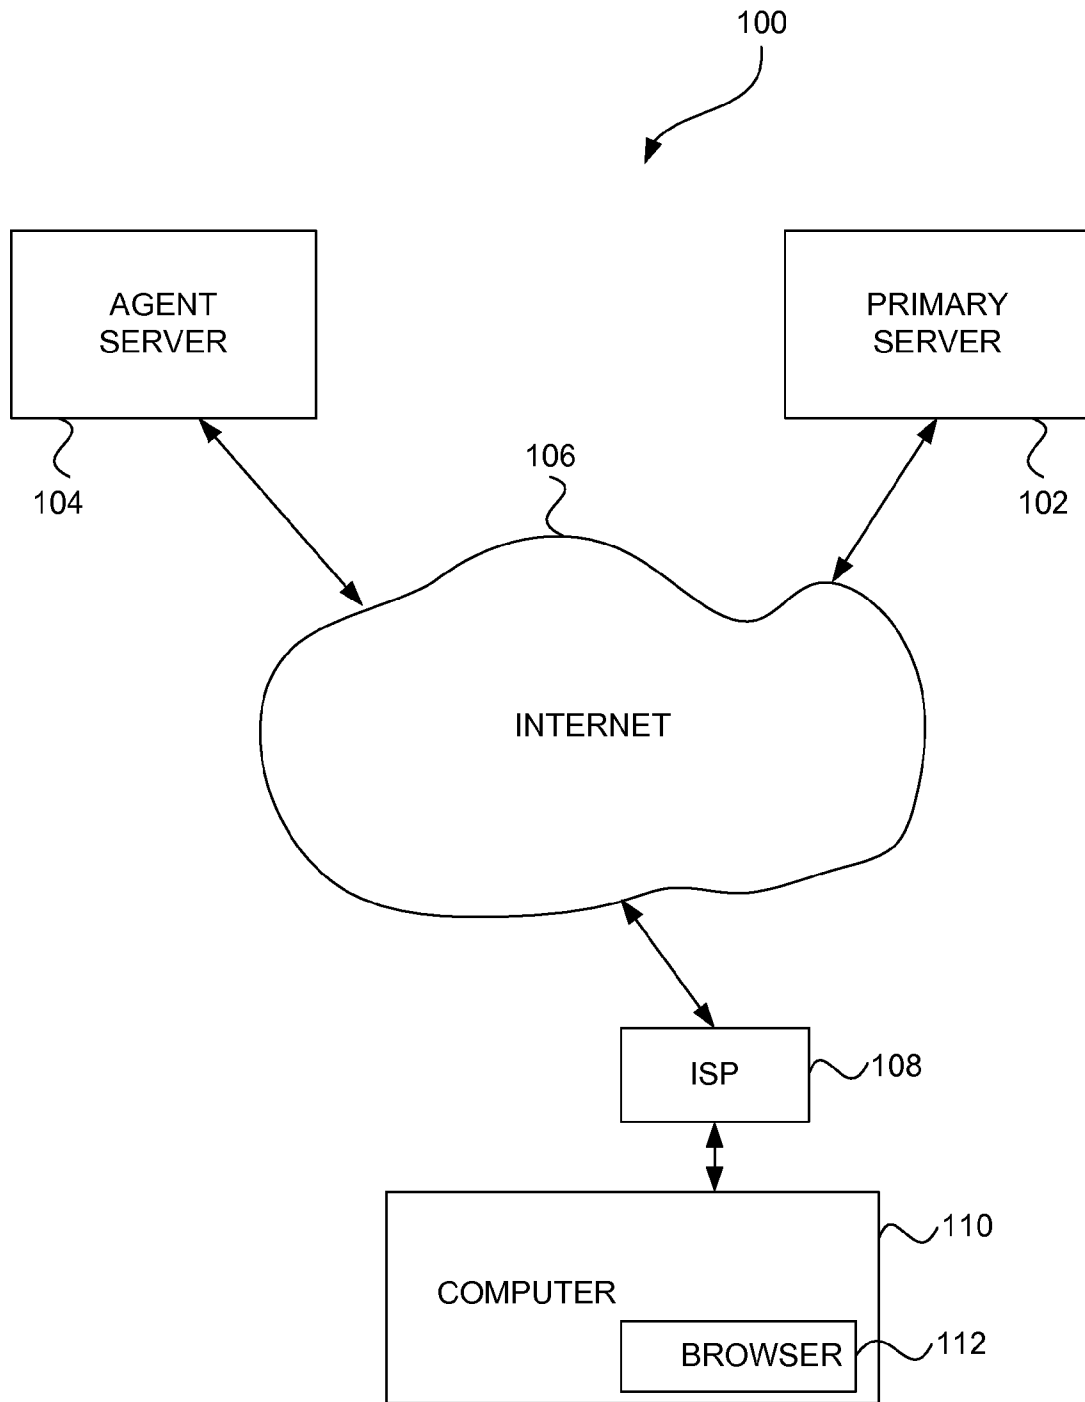 100
AGENT
SERVER
PRIMARY
SERVER
104
106
102
INTERNET
ISP
108
110
COMPUTER
BROWSER
112